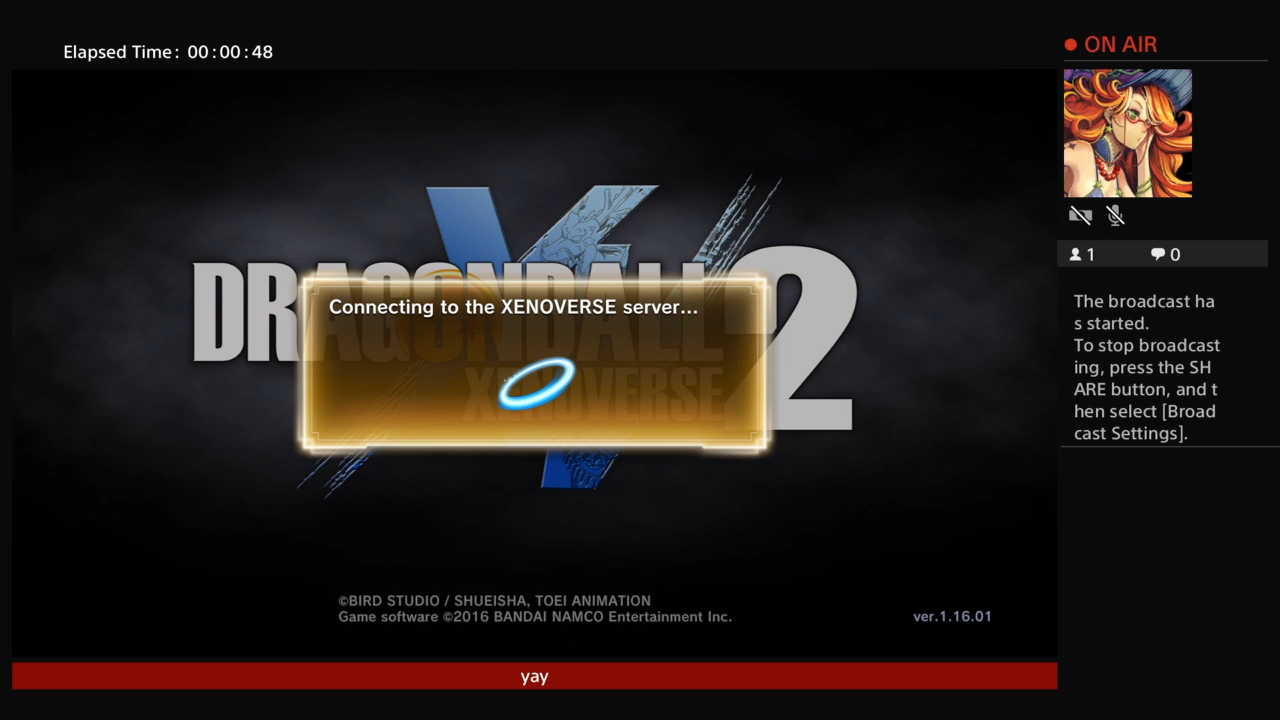 Elapsed Time: 00:00:48
ON AIR
DRAGONBALL
XENOVERSE
2
Connecting to the XENOVERSE server...
1
0
The broadcast ha
s started.
To stop broadcast
ing, press the SH
ARE button, and t
hen select [Broad
cast Settings].
©BIRD STUDIO / SHUEISHA, TOEI ANIMATION
Game software ©2016 BANDAI NAMCO Entertainment Inc.
ver.1.16.01
yay